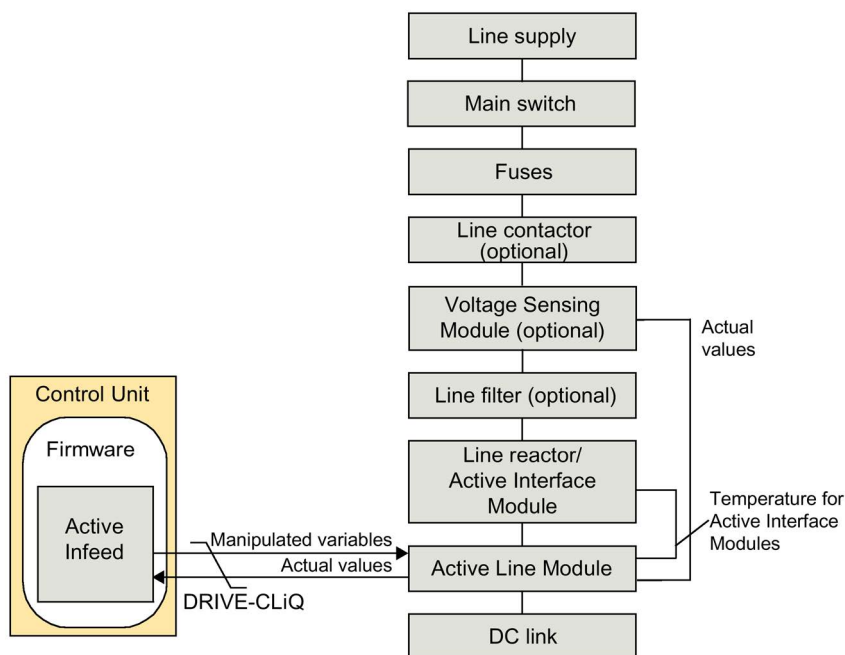 Line supply
Main switch
Fuses
Line contactor
(optional)
Voltage Sensing
Module (optional)
Actual
values
Line filter (optional)
Control Unit
Firmware
Line reactor/
Active Interface
Module
Temperature for
Active Interface
Modules
Active
Infeed
Manipulated variables
Actual values
DRIVE-CLiQ
Active Line Module
DC link